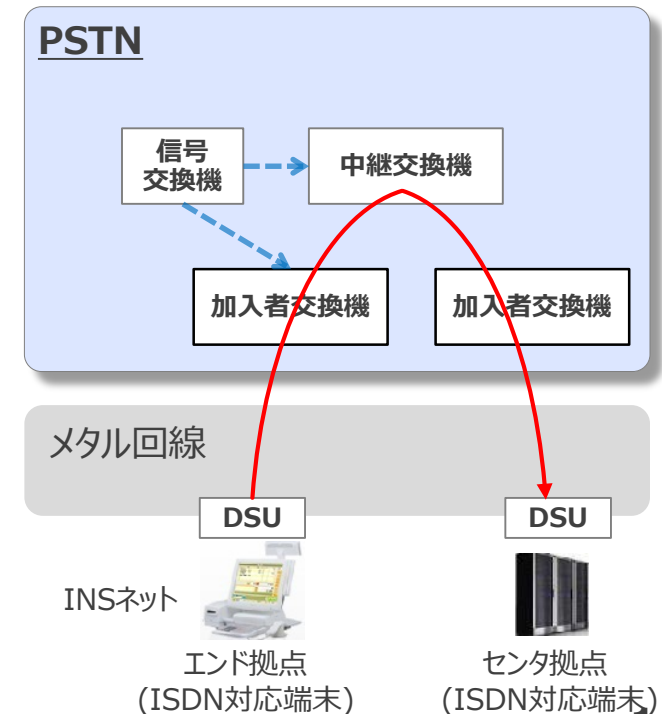 PSTN
信号
交換機
中継交換機
加入者交換機
加入者交換機
メタル回線
DSU
DSU
INSネット
エンド拠点
(ISDN対応端末)
センタ拠点
(ISDN対応端末)